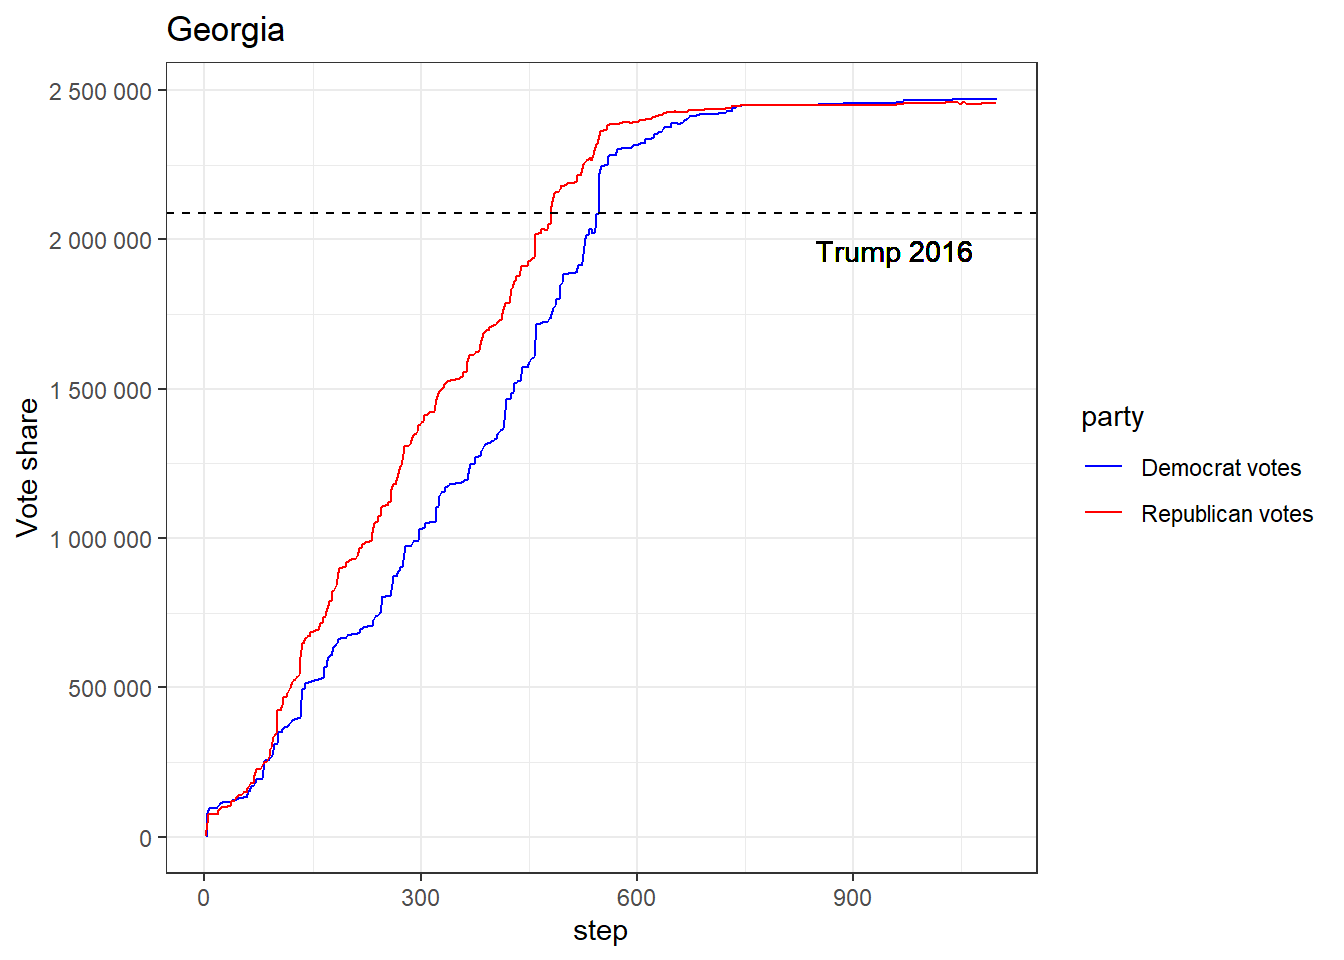 Georgia
2 500 000
2 000 000
1 500 000
1 000 000
500 000
0
Vote share
Trump 2016
party
Democrat votes
Republican votes
0 300 600 900
step